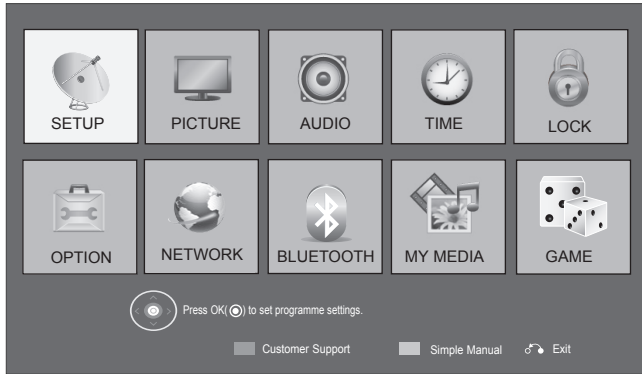 SETUP PICTURE AUDIO TIME LOCK
OPTION NETWORK BLUETOOTH MY MEDIA GAME
Press OK( ) to set programme settings.
Customer Support Simple Manual Exit